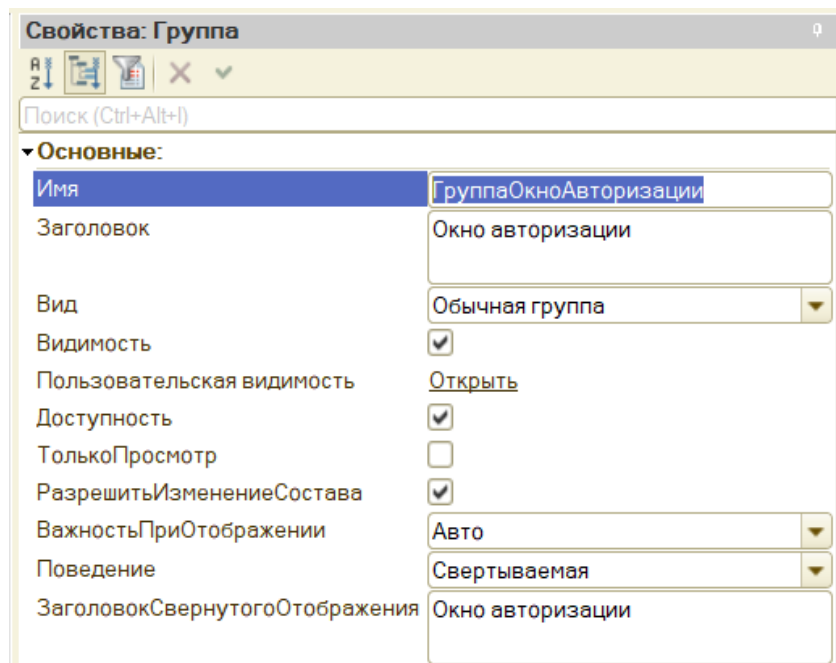 Свойства: Группа
Поиск (Ctrl+Alt+I)
Основные:
Имя ГруппаОкноАвторизации
Заголовок Окно авторизации
Вид Обычная группа
Видимость
Пользовательская видимость Открыть
Доступность
ТолькоПросмотр
РазрешитьИзменениеСостава
ВажностьПриОтображении Авто
Поведение Свертываемая
ЗаголовокСвернутогоОтображения Окно авторизации